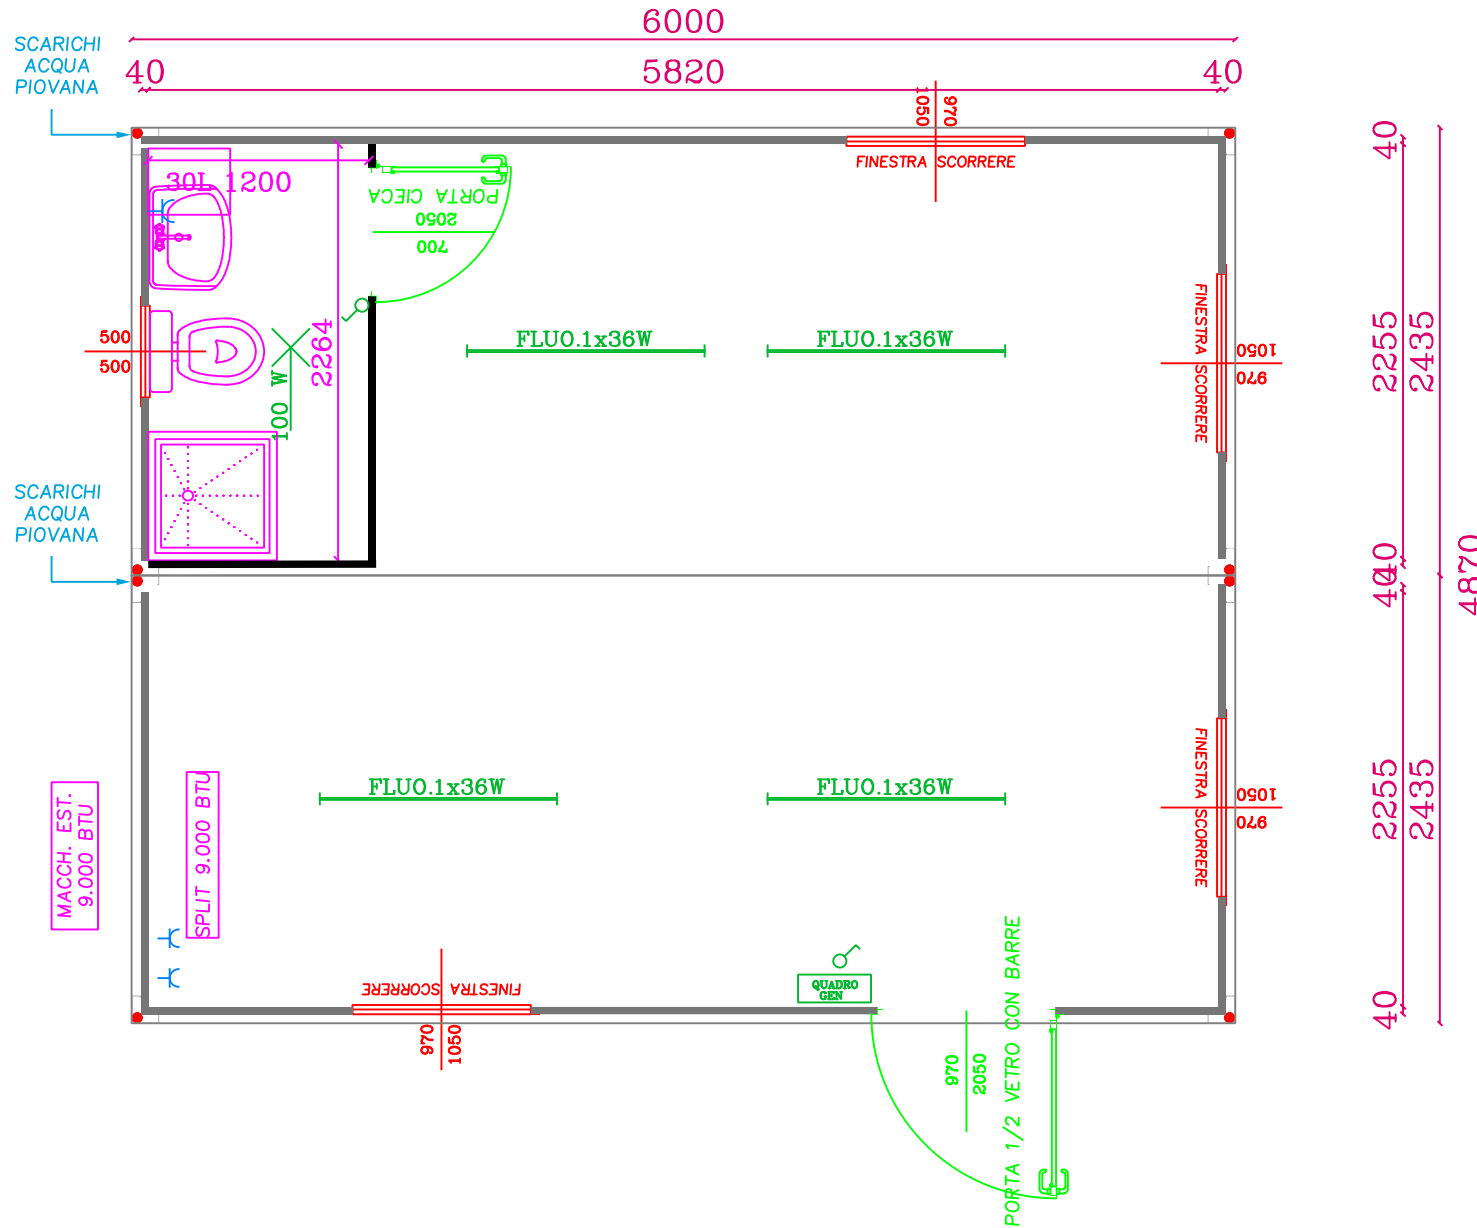 6000
SCARICHI
ACQUA
PIOVANA
40
5820
40
1050
970
FINESTRA SCORRERE
40
30L
1200
PORTA CIECA
2050
700
500
500
2264
100 W
FLUO.1x36W
FLUO.1x36W
FINESTRA SCORRERE
1050
970
2255
2435
SCARICHI
ACQUA
PIOVANA
40
40
4870
FLUO.1x36W
FLUO.1x36W
FINESTRA SCORRERE
1050
970
2255
2435
MACCH. EST.
9.000 BTU
SPLIT 9.000 BTU
FINESTRA SCORRERE
970
1050
QUADRO
GEN
970
2050
PORTA 1/2 VETRO CON BARRE
40